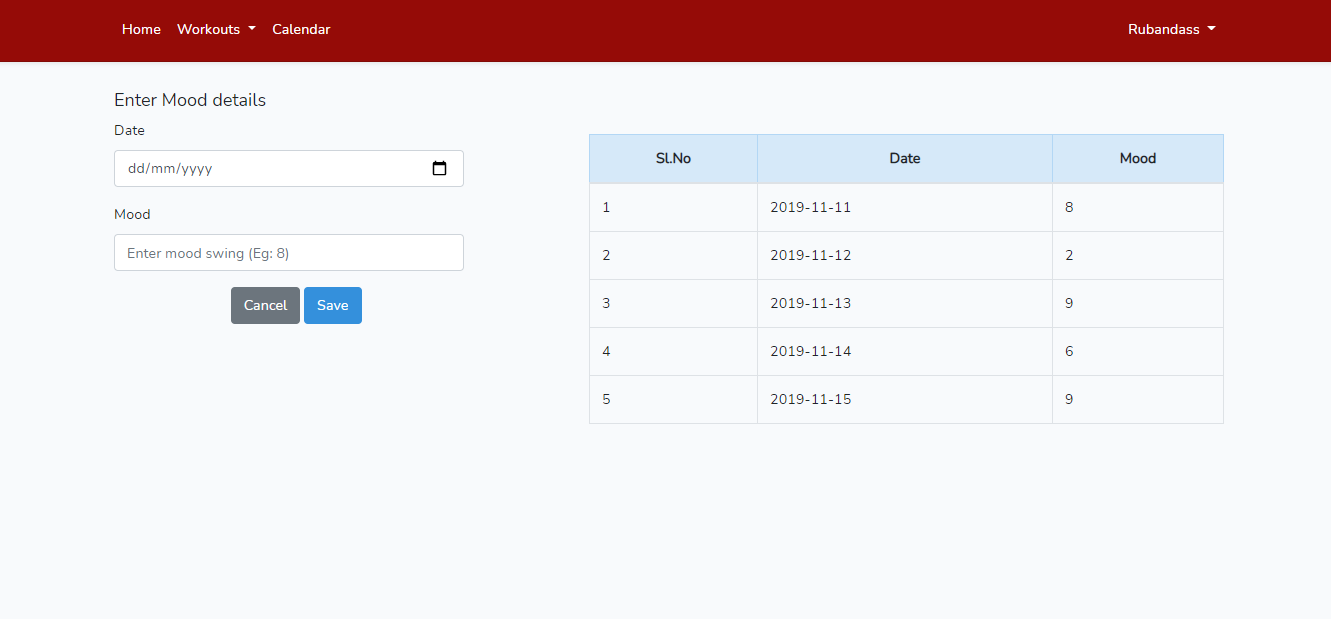 Home Workouts Calendar Rubandass
Enter Mood details
Date
dd/mm/yyyy
Mood
Enter mood swing (Eg: 8)
Cancel Save
Sl.No Date Mood
1 2019-11-11 8
2 2019-11-12 2
3 2019-11-13 9
4 2019-11-14 6
5 2019-11-15 9